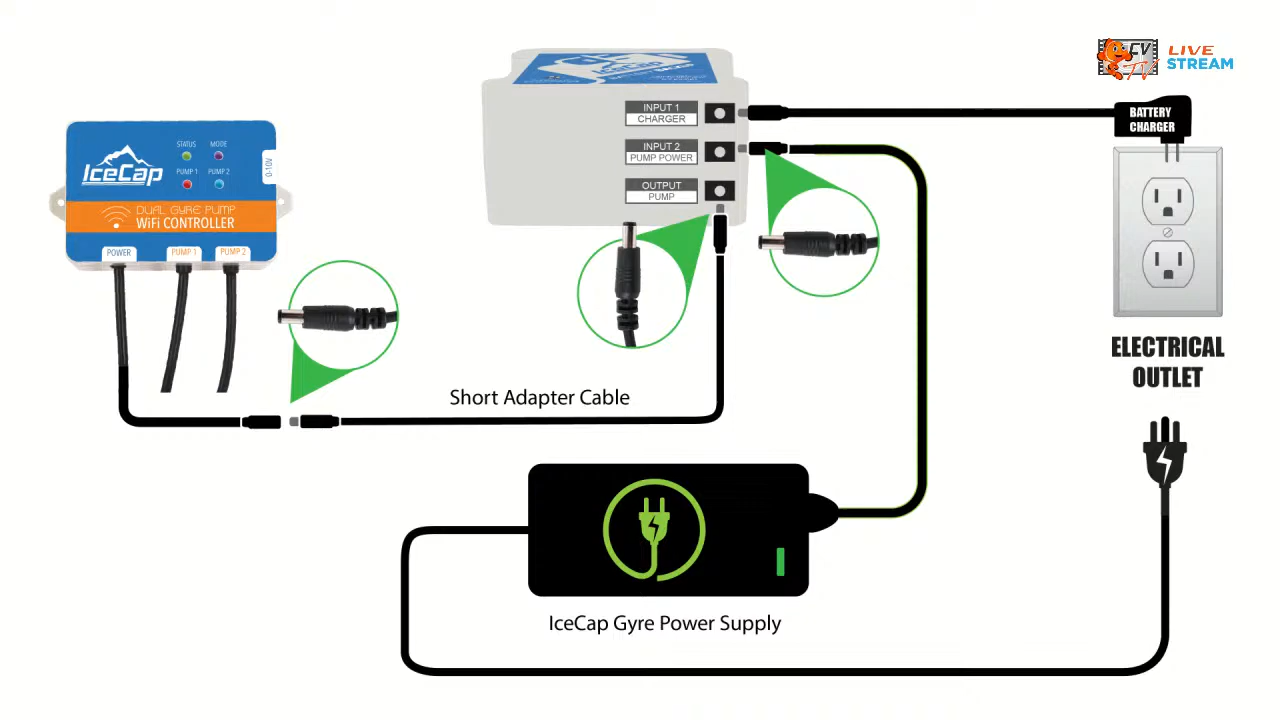 CV
TV
LIVE
STREAM
IceCap
INPUT 1
CHARGER
INPUT 2
PUMP POWER
OUTPUT
PUMP
BATTERY
CHARGER
STATUS
MODE
IceCap
PUMP 1
PUMP 2
0-10V
DUAL GYRE PUMP
WiFi CONTROLLER
POWER
PUMP 1
PUMP 2
ELECTRICAL
OUTLET
Short Adapter Cable
IceCap Gyre Power Supply